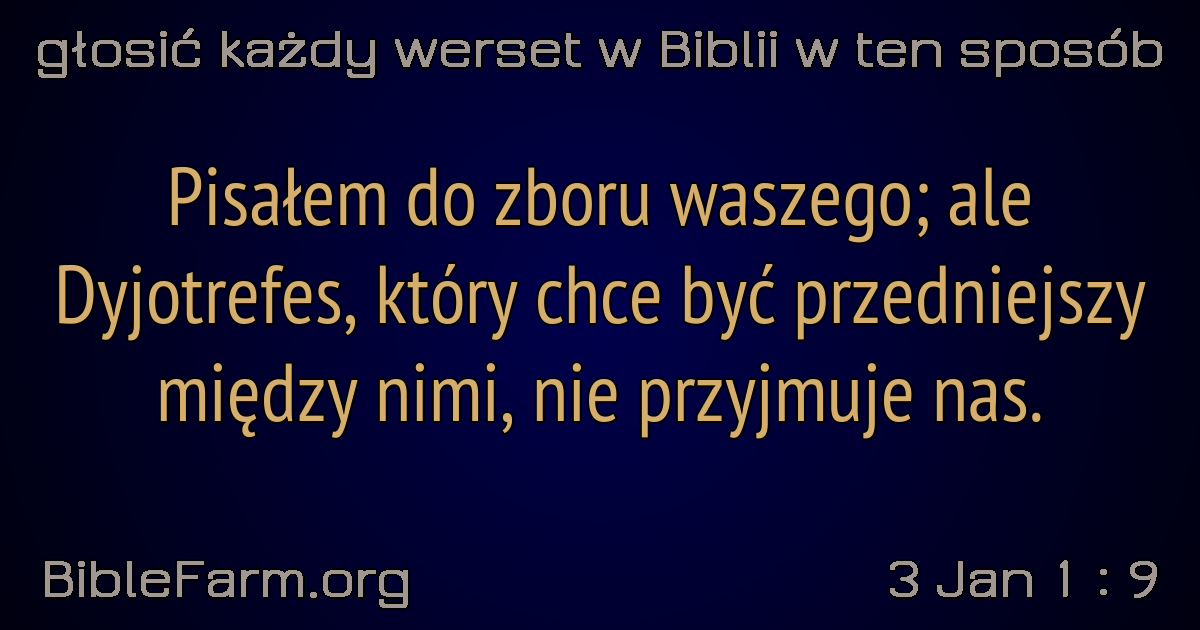 głosić każdy werset w Biblii w ten sposób
Pisałem do zboru waszego; ale
Dyjotrefes, który chce być przedniejszy
między nimi, nie przyjmuje nas.
BibleFarm.org
3 Jan 1 : 9